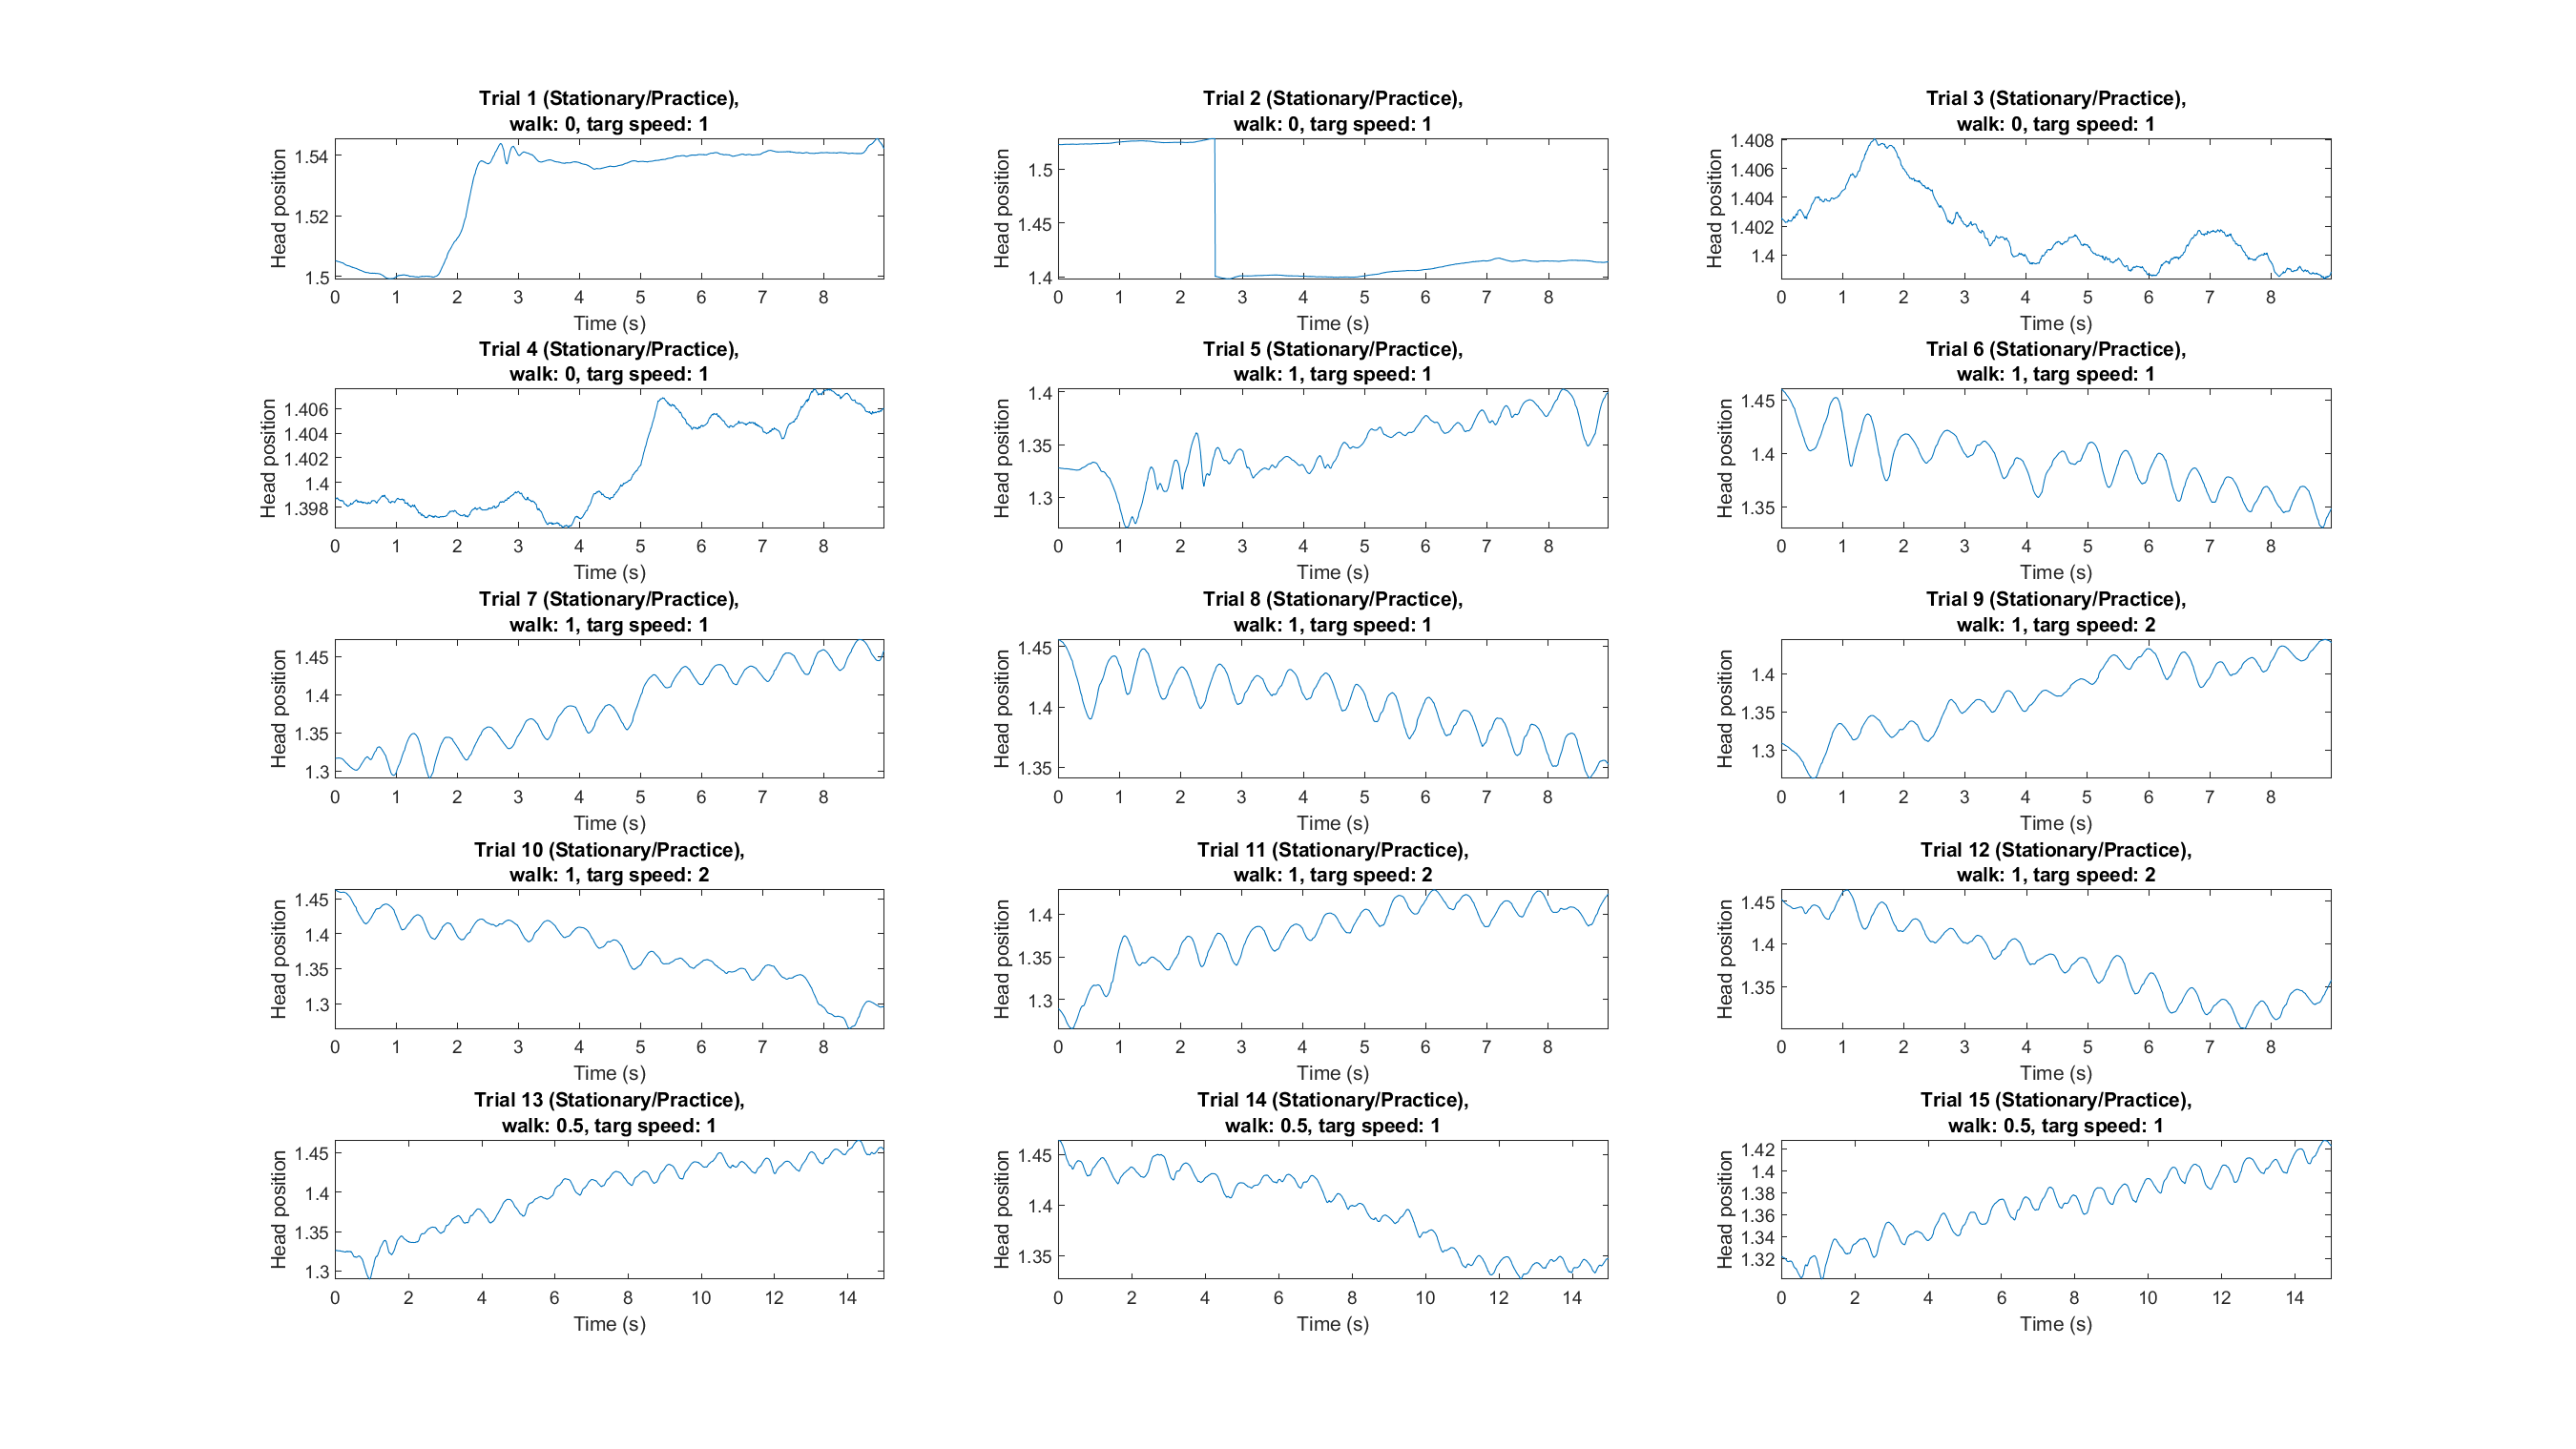 Trial 1 (Stationary/Practice),
walk: 0, targ speed: 1
Head position
1.54
1.52
1.5
0 1 2 3 4 5 6 7 8
Time (s)
Trial 2 (Stationary/Practice),
walk: 0, targ speed: 1
Head position
1.5
1.45
1.4
0 1 2 3 4 5 6 7 8
Time (s)
Trial 3 (Stationary/Practice),
walk: 0, targ speed: 1
Head position
1.408
1.406
1.404
1.402
1.4
0 1 2 3 4 5 6 7 8
Time (s)
Trial 4 (Stationary/Practice),
walk: 0, targ speed: 1
Head position
1.406
1.404
1.402
1.4
1.398
0 1 2 3 4 5 6 7 8
Time (s)
Trial 5 (Stationary/Practice),
walk: 1, targ speed: 1
Head position
1.4
1.35
1.3
0 1 2 3 4 5 6 7 8
Time (s)
Trial 6 (Stationary/Practice),
walk: 1, targ speed: 1
Head position
1.45
1.4
1.35
0 1 2 3 4 5 6 7 8
Time (s)
Trial 7 (Stationary/Practice),
walk: 1, targ speed: 1
Head position
1.45
1.4
1.35
1.3
0 1 2 3 4 5 6 7 8
Time (s)
Trial 8 (Stationary/Practice),
walk: 1, targ speed: 1
Head position
1.45
1.4
1.35
0 1 2 3 4 5 6 7 8
Time (s)
Trial 9 (Stationary/Practice),
walk: 1, targ speed: 2
Head position
1.4
1.35
1.3
0 1 2 3 4 5 6 7 8
Time (s)
Trial 10 (Stationary/Practice),
walk: 1, targ speed: 2
Head position
1.45
1.4
1.35
1.3
0 1 2 3 4 5 6 7 8
Time (s)
Trial 11 (Stationary/Practice),
walk: 1, targ speed: 2
Head position
1.4
1.35
1.3
0 1 2 3 4 5 6 7 8
Time (s)
Trial 12 (Stationary/Practice),
walk: 1, targ speed: 2
Head position
1.45
1.4
1.35
0 1 2 3 4 5 6 7 8
Time (s)
Trial 13 (Stationary/Practice),
walk: 0.5, targ speed: 1
Head position
1.45
1.4
1.35
1.3
0 2 4 6 8 10 12 14
Time (s)
Trial 14 (Stationary/Practice),
walk: 0.5, targ speed: 1
Head position
1.45
1.4
1.35
0 2 4 6 8 10 12 14
Time (s)
Trial 15 (Stationary/Practice),
walk: 0.5, targ speed: 1
Head position
1.42
1.4
1.38
1.36
1.34
1.32
0 2 4 6 8 10 12 14
Time (s)